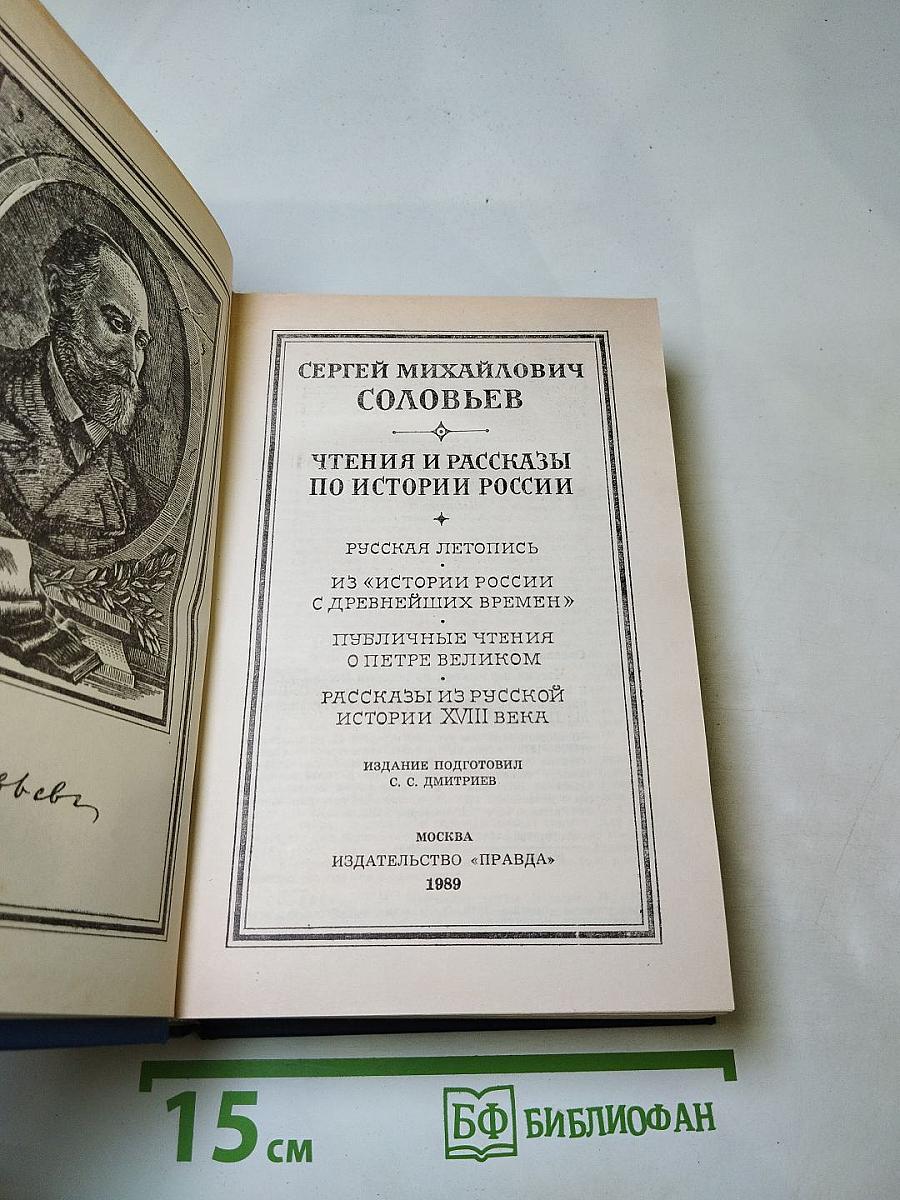 СЕРГЕЙ МИХАЙЛОВИЧ
СОЛОВЬЕВ
ЧТЕНИЯ И РАССКАЗЫ
ПО ИСТОРИИ РОССИИ
РУССКАЯ ЛЕТОПИСЬ
ИЗ «ИСТОРИИ РОССИИ
С ДРЕВНЕЙШИХ ВРЕМЕН»
ПУБЛИЧНЫЕ ЧТЕНИЯ
О ПЕТРЕ ВЕЛИКОМ
РАССКАЗЫ ИЗ РУССКОЙ
ИСТОРИИ XVIII ВЕКА
ИЗДАНИЕ ПОДГОТОВИЛ
С. С. ДМИТРИЕВ
МОСКВА
ИЗДАТЕЛЬСТВО «ПРАВДА»
1989
15 см
БФ БИБЛИОФАН